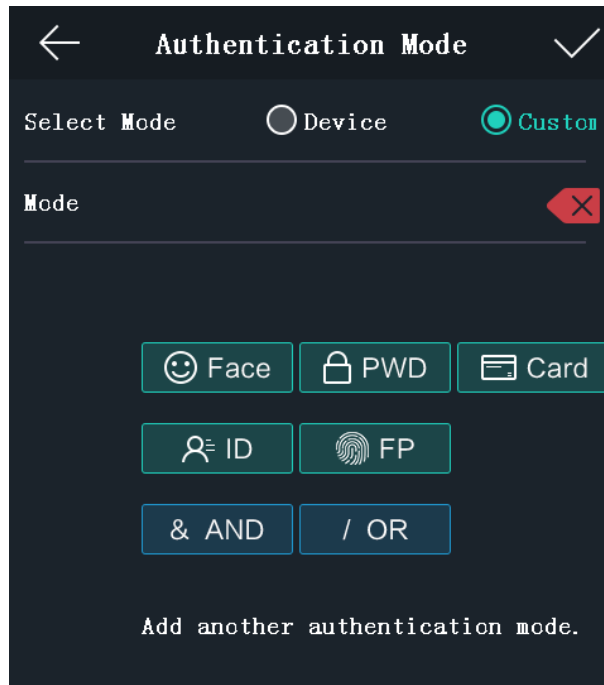 Authentication Mode
Select Mode Device Custom
Mode
Face PWD Card
ID FP
& AND / OR
Add another authentication mode.